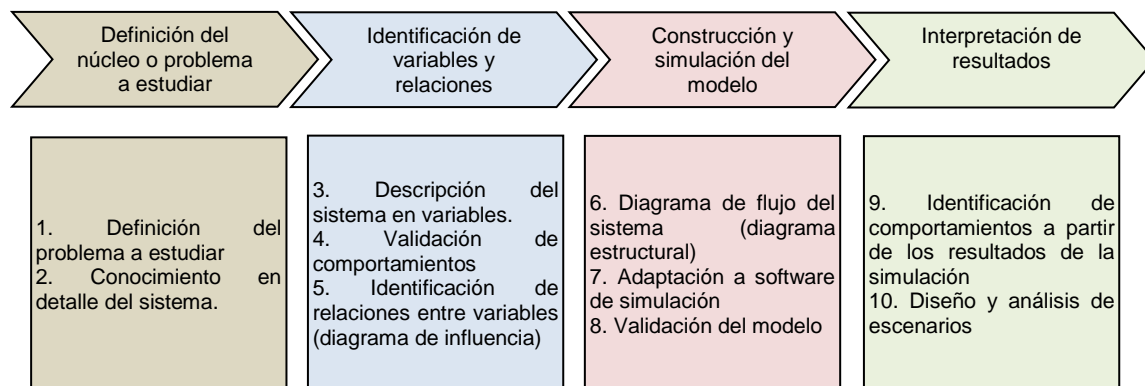 Definición del
núcleo o problema
a estudiar
Identificación de
variables y
relaciones
Construcción y
simulación del
modelo
Interpretación de
resultados
1. Definición del
problema a estudiar
2. Conocimiento en
detalle del sistema.
3. Descripción del
sistema en variables.
4. Validación de
comportamientos
5. Identificación de
relaciones entre variables
(diagrama de influencia)
6. Diagrama de flujo del
sistema (diagrama
estructural)
7. Adaptación a software
de simulación
8. Validación del modelo
9. Identificación de
comportamientos a partir
de los resultados de la
simulación
10. Diseño y análisis de
escenarios